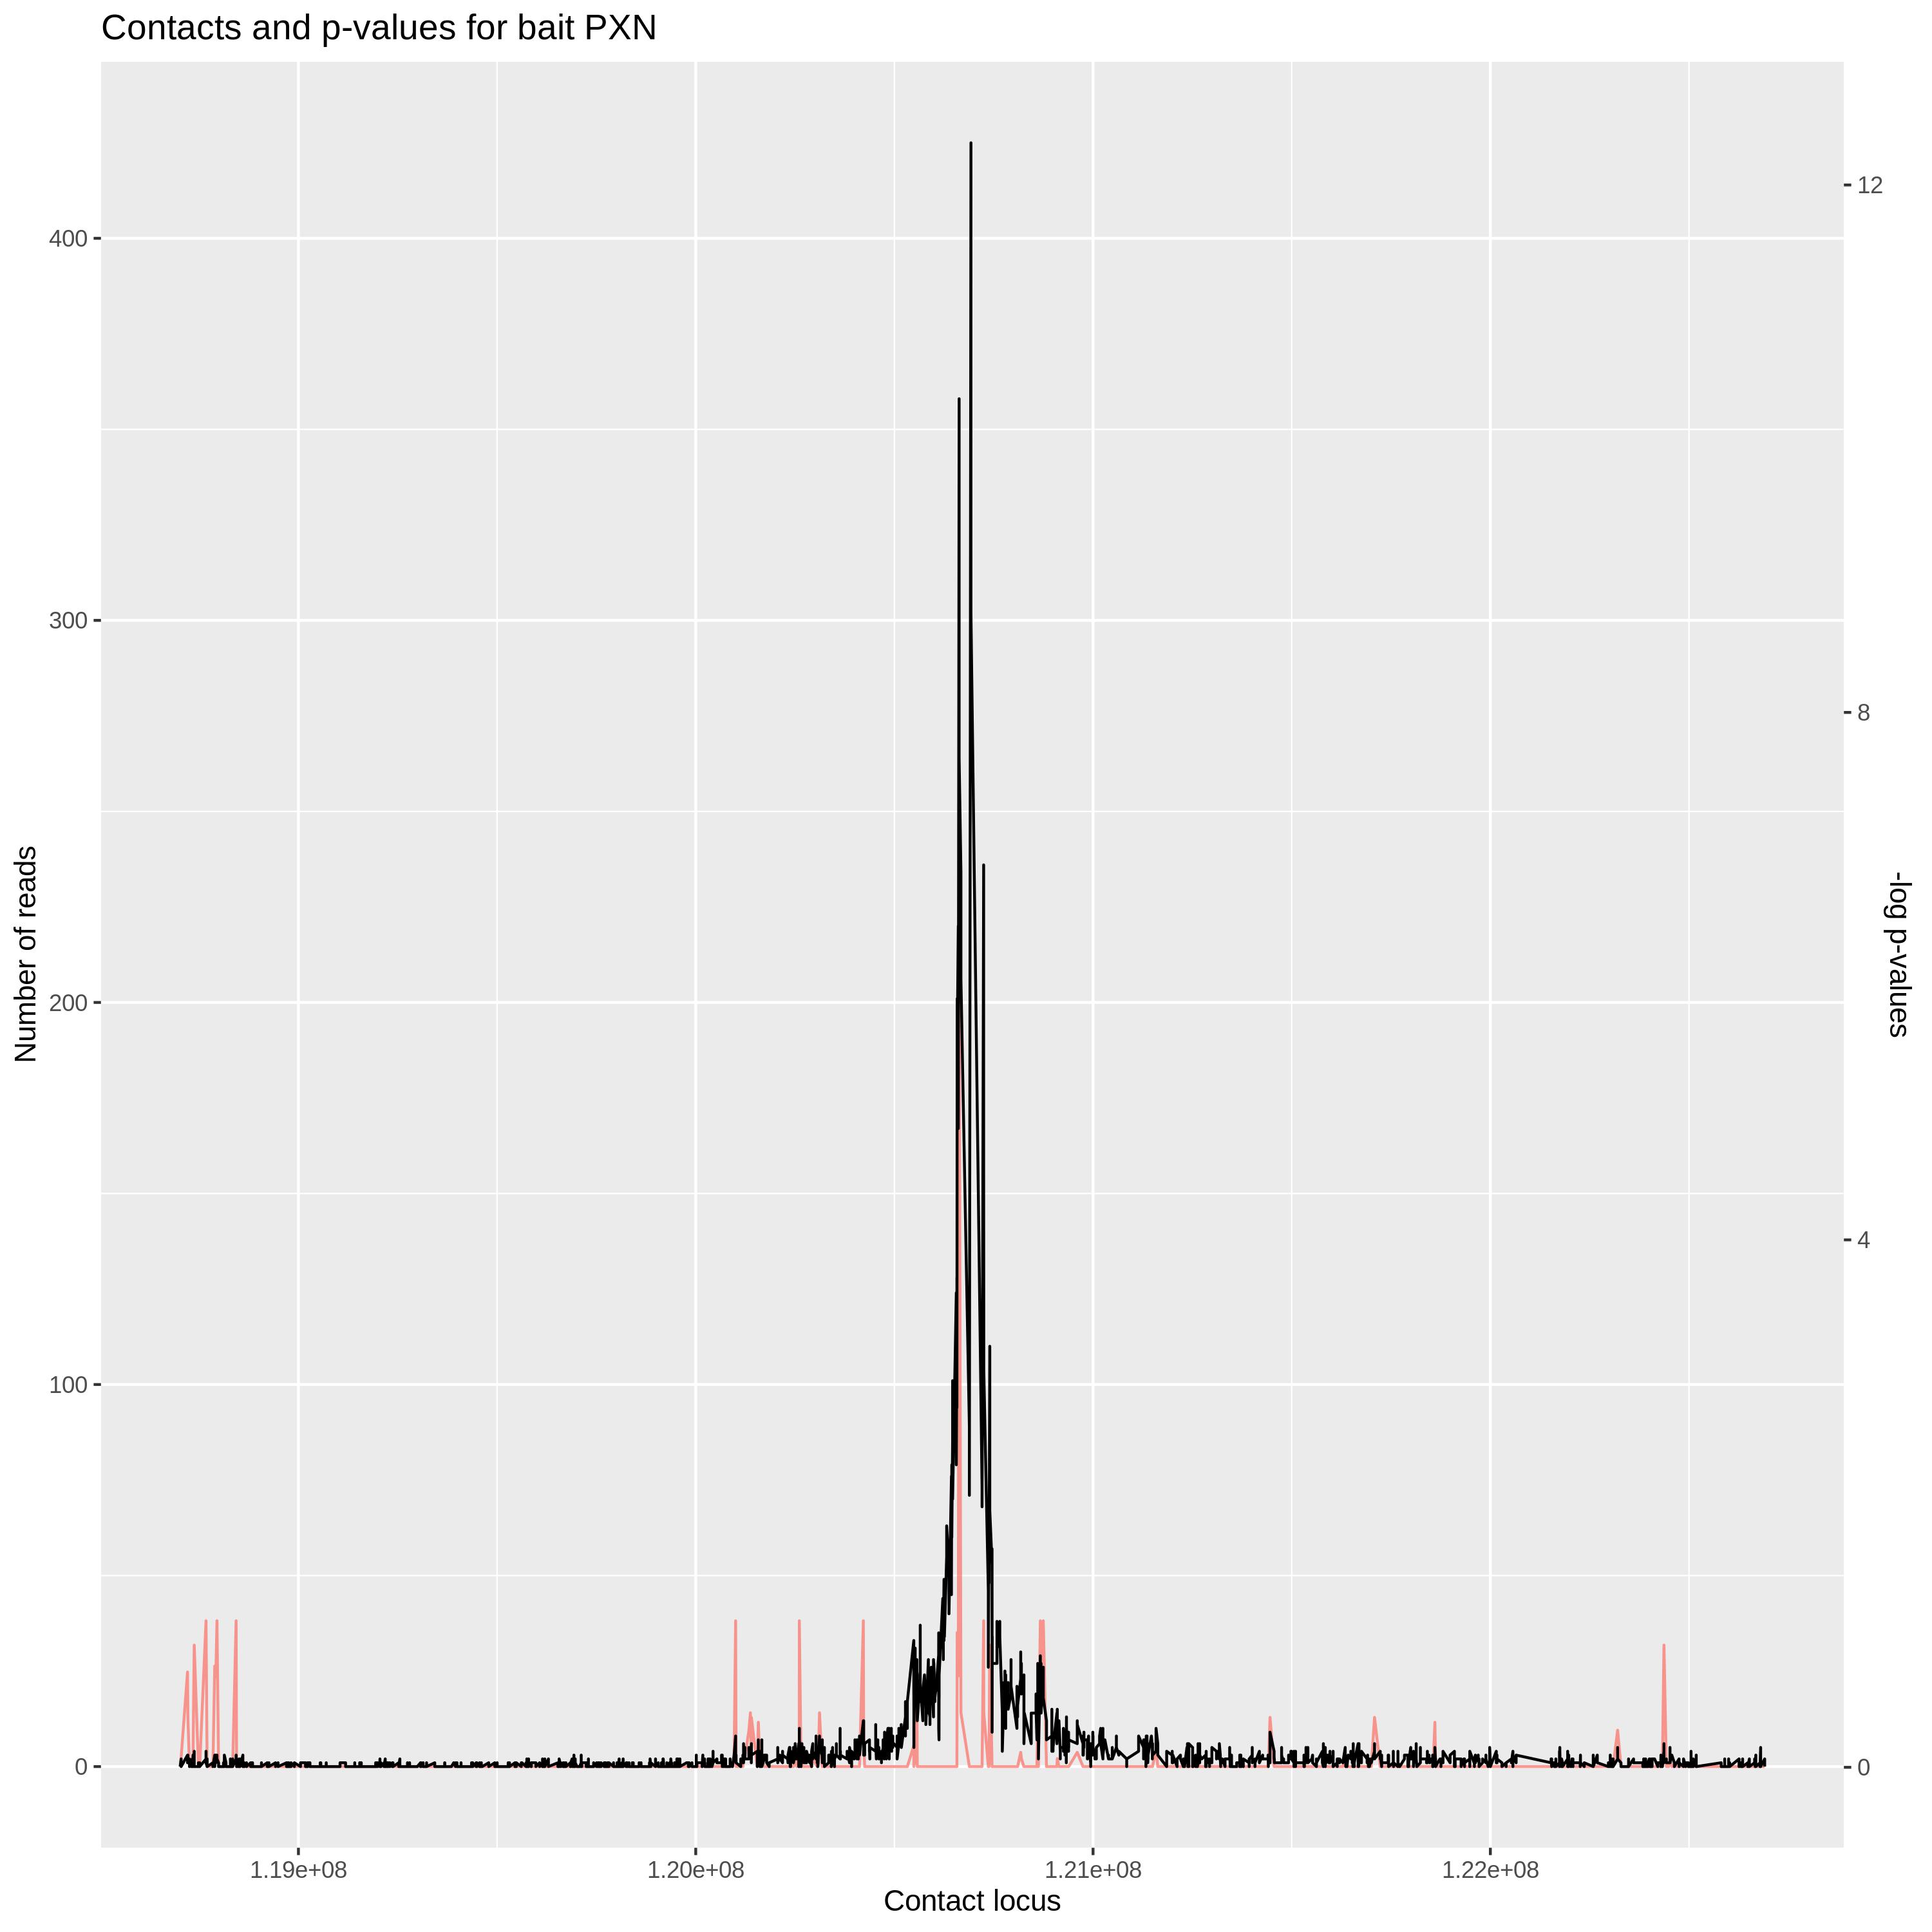 Contacts and p-values for bait PXN
400
300
200
100
0
12
8
4
0
Number of reads
-log p-values
1.19e+08
1.20e+08
1.21e+08
1.22e+08
Contact locus